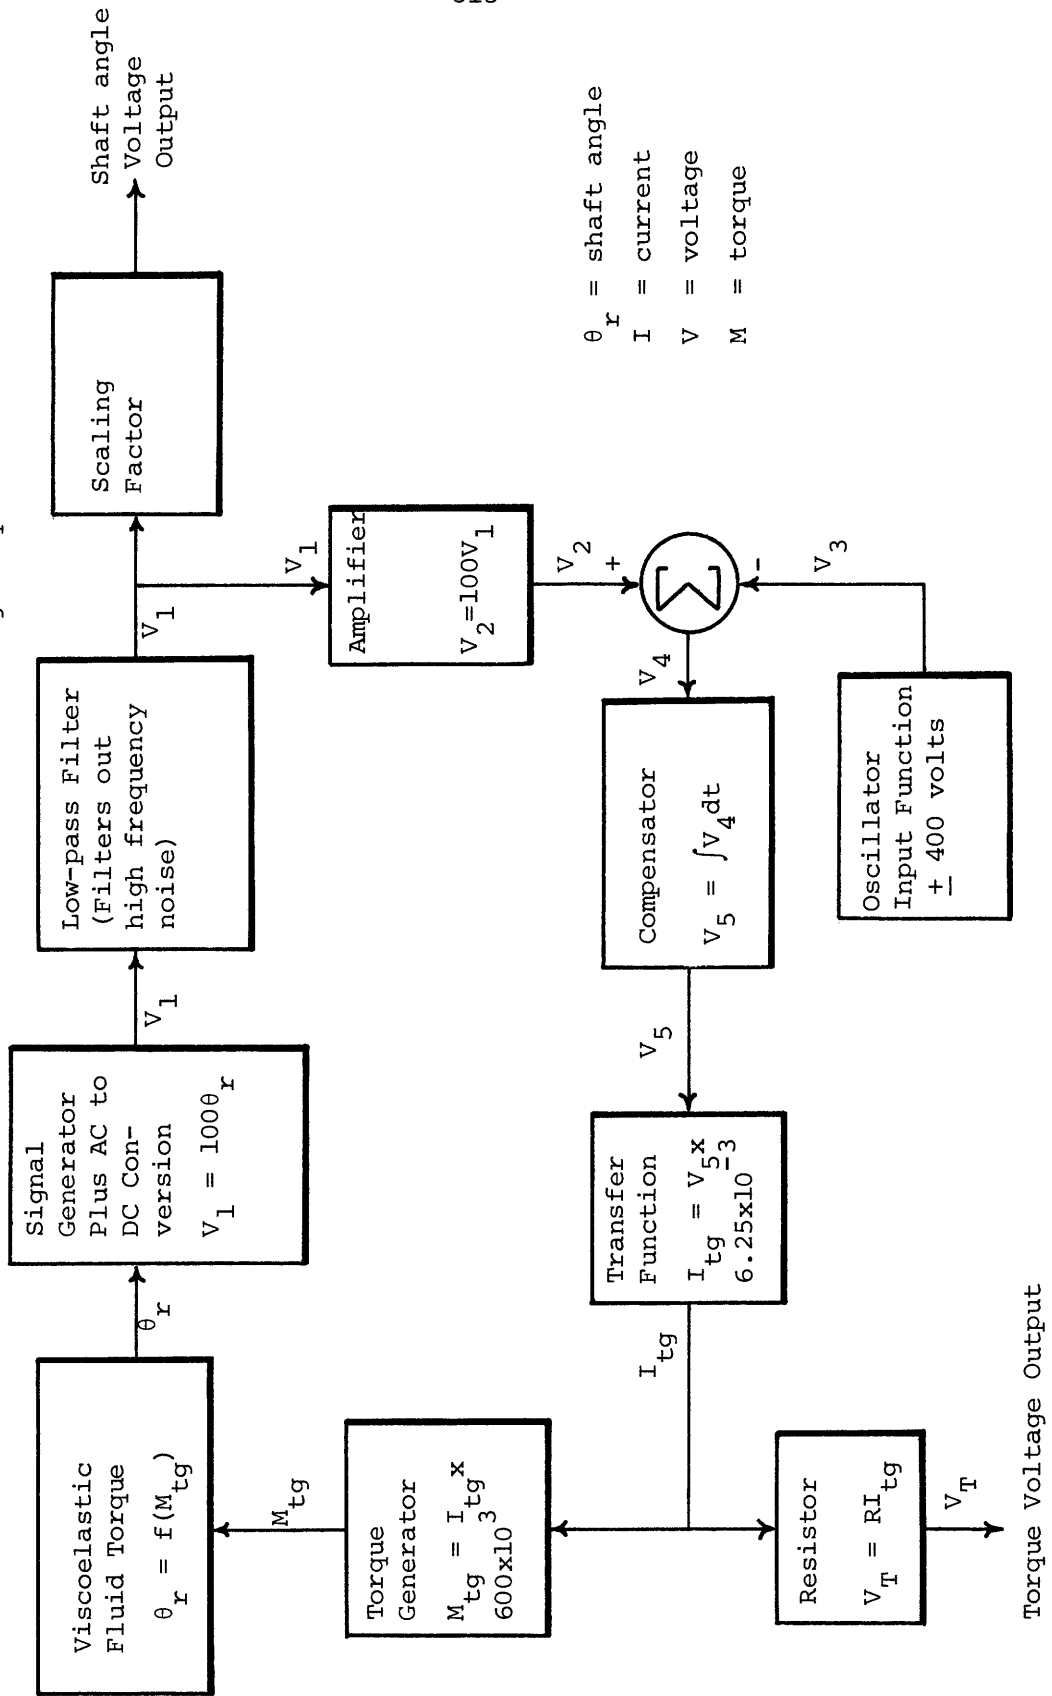 Viscoelastic
Fluid Torque
θr = f(Mtg)
θr
Signal
Generator
Plus AC to
DC Con-
version
V1 = 100θr
V1
Low-pass Filter
(Filters out
high frequency
noise)
V1
Scaling
Factor
Shaft angle
Voltage
Output
V1
Amplifier
V2=100V1
V2
+
Σ
-
V3
Oscillator
Input Function
± 400 volts
V4
Compensator
V5 = ∫V4dt
V5
Transfer
Function
Itg = V5x
6.25x10-3
Itg
Torque
Generator
Mtg = Itgx
600x103
Mtg
Resistor
VT = RItg
VT
Torque Voltage Output
θr = shaft angle
I = current
V = voltage
M = torque